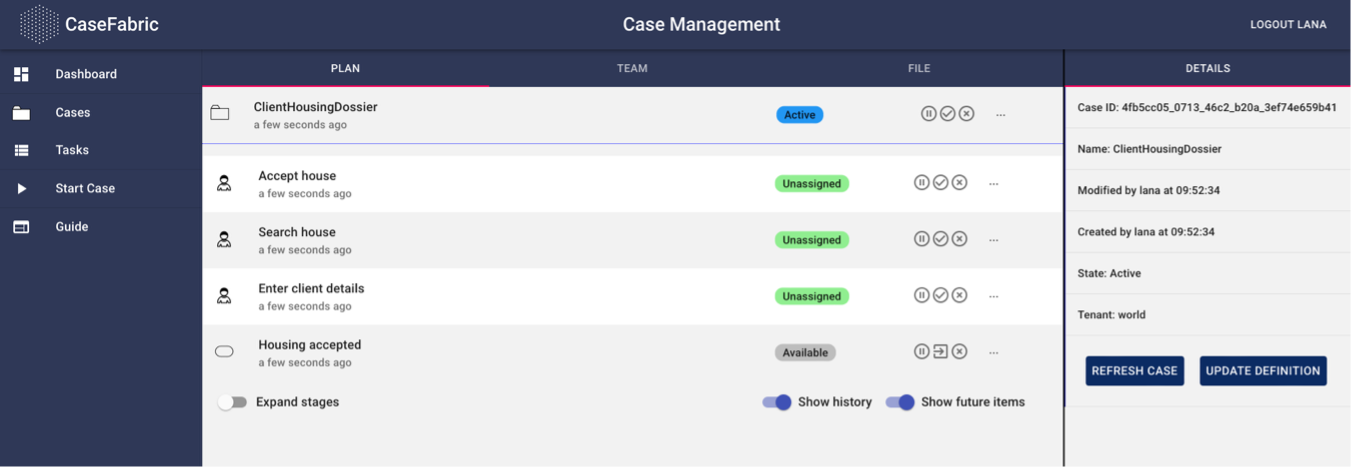 CaseFabric
Case Management
LOGOUT LANA
Dashboard
Cases
Tasks
Start Case
Guide
PLAN
TEAM
FILE
ClientHousingDossier
a few seconds ago
Active
...
Accept house
a few seconds ago
Unassigned
...
Search house
a few seconds ago
Unassigned
...
Enter client details
a few seconds ago
Unassigned
...
Housing accepted
a few seconds ago
Available
...
Expand stages
Show history
Show future items
DETAILS
Case ID: 4fb5cc05_0713_46c2_b20a_3ef74e659b41
Name: ClientHousingDossier
Modified by lana at 09:52:34
Created by lana at 09:52:34
State: Active
Tenant: world
REFRESH CASE
UPDATE DEFINITION